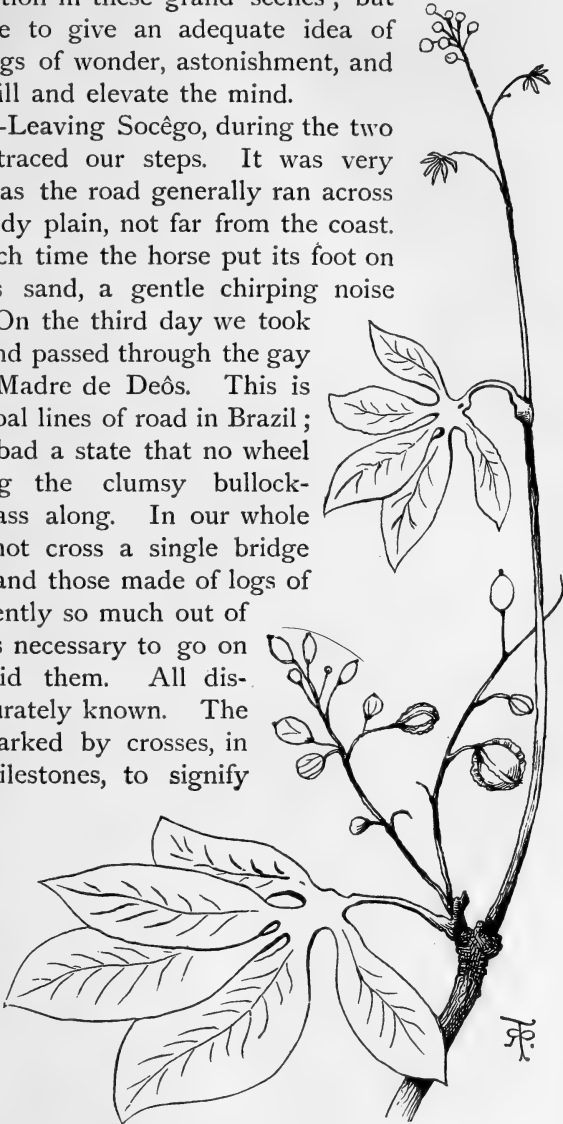 tion in these grand scenes, but
e to give an adequate idea of
gs of wonder, astonishment, and
ill and elevate the mind.
-Leaving Socêgo, during the two
traced our steps. It was very
as the road generally ran across
dy plain, not far from the coast.
ch time the horse put its foot on
s sand, a gentle chirping noise
On the third day we took
nd passed through the gay
Madre de Deôs. This is
pal lines of road in Brazil;
bad a state that no wheel
g the clumsy bullock-
ass along. In our whole
not cross a single bridge
and those made of logs of
ently so much out of
s necessary to go on
id them. All dis-
urately known. The
arked by crosses, in
ilestones, to signify